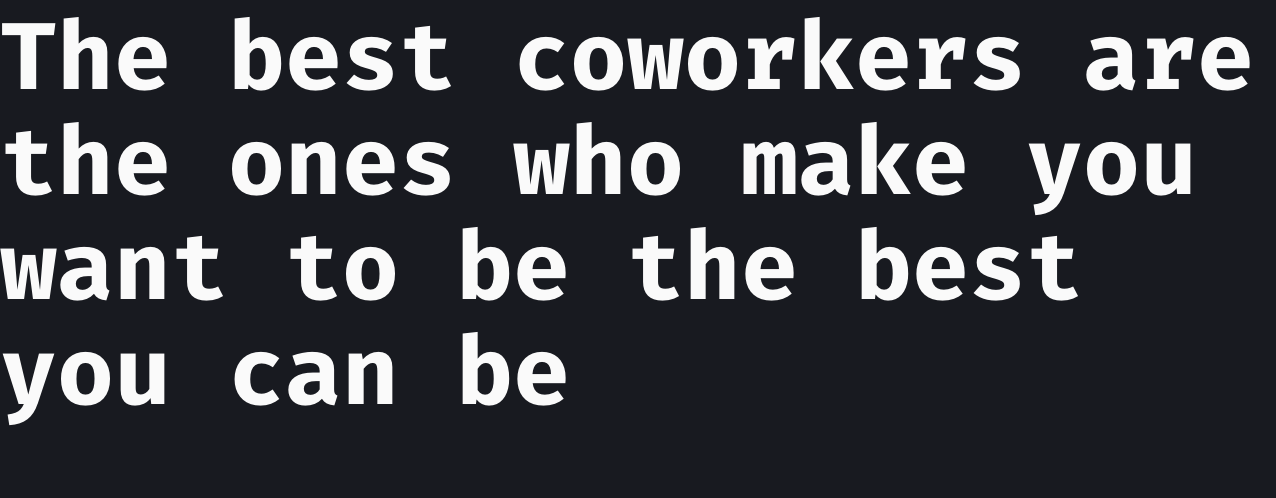 The best coworkers are
the ones who make you
want to be the best
you can be